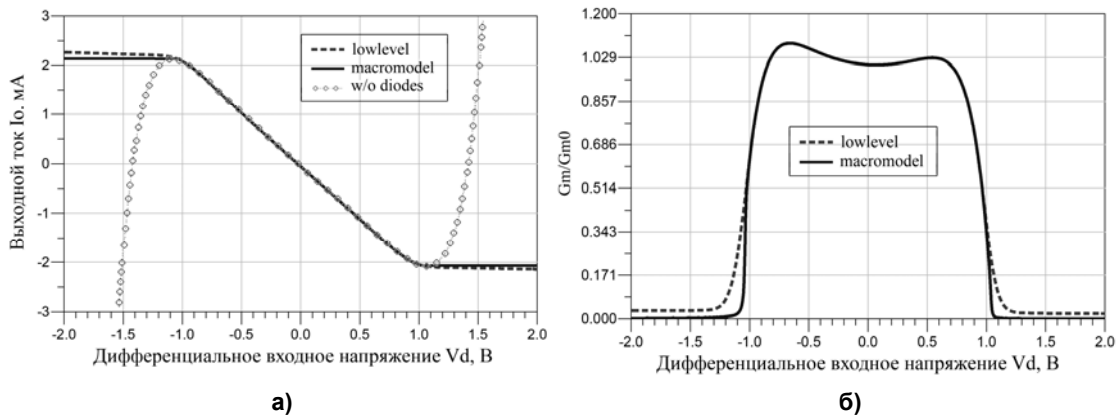 3
2
1
0
-1
-2
-3
-2.0 -1.5 -1.0 -0.5 0.0 0.5 1.0 1.5 2.0
Выходной ток Io. мА
Дифференциальное входное напряжение Vd, В
lowlevel
macromodel
w/o diodes
а)
1.200
1.029
0.857
0.686
0.514
0.343
0.171
0.000
-2.0 -1.5 -1.0 -0.5 0.0 0.5 1.0 1.5 2.0
Gm/Gm0
Дифференциальное входное напряжение Vd, В
lowlevel
macromodel
б)